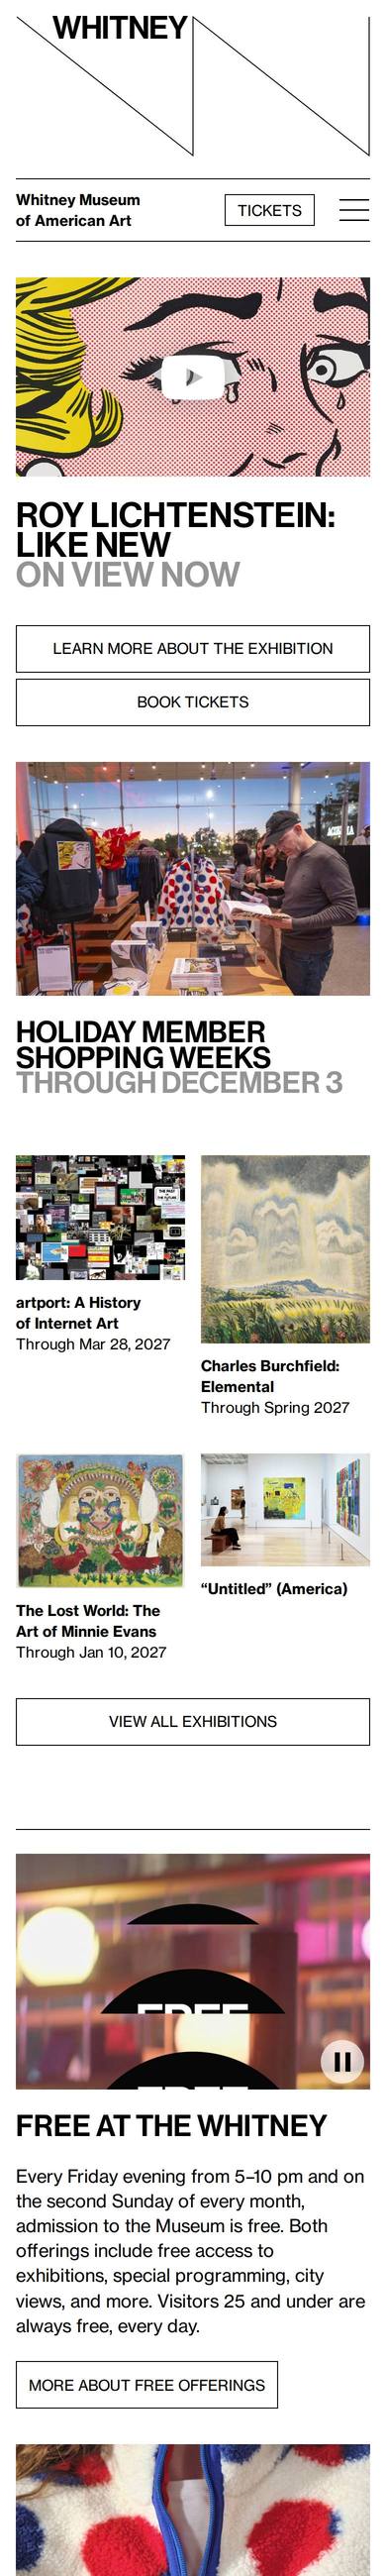 WHITNEY
Whitney Museum
of American Art
TICKETS
ROY LICHTENSTEIN:
LIKE NEW
ON VIEW NOW
LEARN MORE ABOUT THE EXHIBITION
BOOK TICKETS
HOLIDAY MEMBER
SHOPPING WEEKS
THROUGH DECEMBER 3
artport: A History
of Internet Art
Through Mar 28, 2027
Charles Burchfield:
Elemental
Through Spring 2027
The Lost World: The
Art of Minnie Evans
Through Jan 10, 2027
“Untitled” (America)
VIEW ALL EXHIBITIONS
FREE
FREE AT THE WHITNEY
Every Friday evening from 5–10 pm and on
the second Sunday of every month,
admission to the Museum is free. Both
offerings include free access to
exhibitions, special programming, city
views, and more. Visitors 25 and under are
always free, every day.
MORE ABOUT FREE OFFERINGS